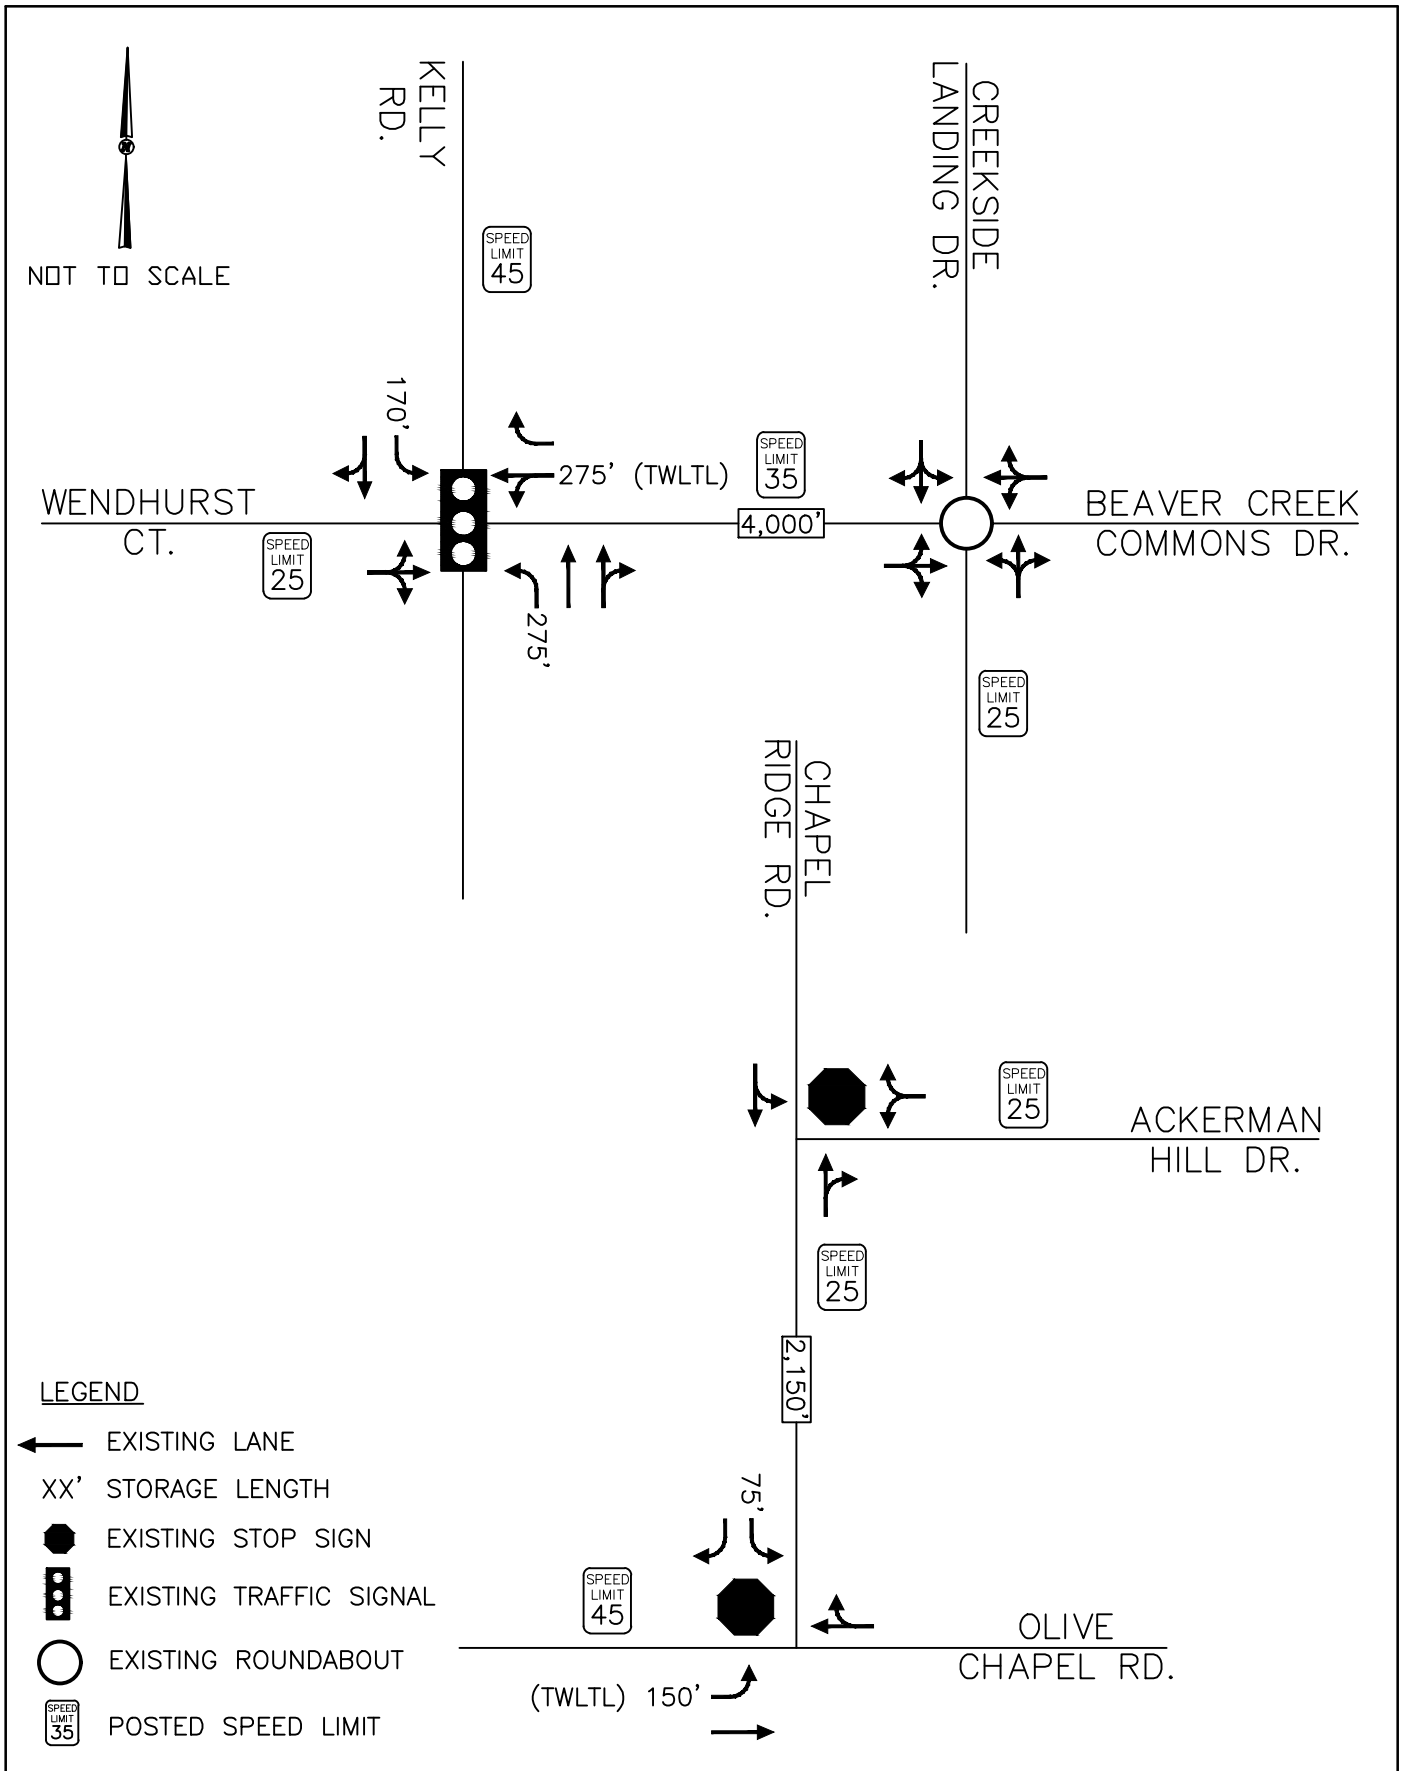 KELLY
RD.
CREEKSIDE
LANDING DR.
SPEED
LIMIT
45
NOT TO SCALE
170'
275' (TWLTL)
SPEED
LIMIT
35
WENDHURST
CT.
4,000'
BEAVER CREEK
COMMONS DR.
SPEED
LIMIT
25
275'
SPEED
LIMIT
25
CHAPEL
RIDGE RD.
SPEED
LIMIT
25
ACKERMAN
HILL DR.
SPEED
LIMIT
25
2,150'
75'
SPEED
LIMIT
45
OLIVE
CHAPEL RD.
(TWLTL) 150'
LEGEND
EXISTING LANE
XX' STORAGE LENGTH
EXISTING STOP SIGN
EXISTING TRAFFIC SIGNAL
EXISTING ROUNDABOUT
SPEED
LIMIT
35
POSTED SPEED LIMIT